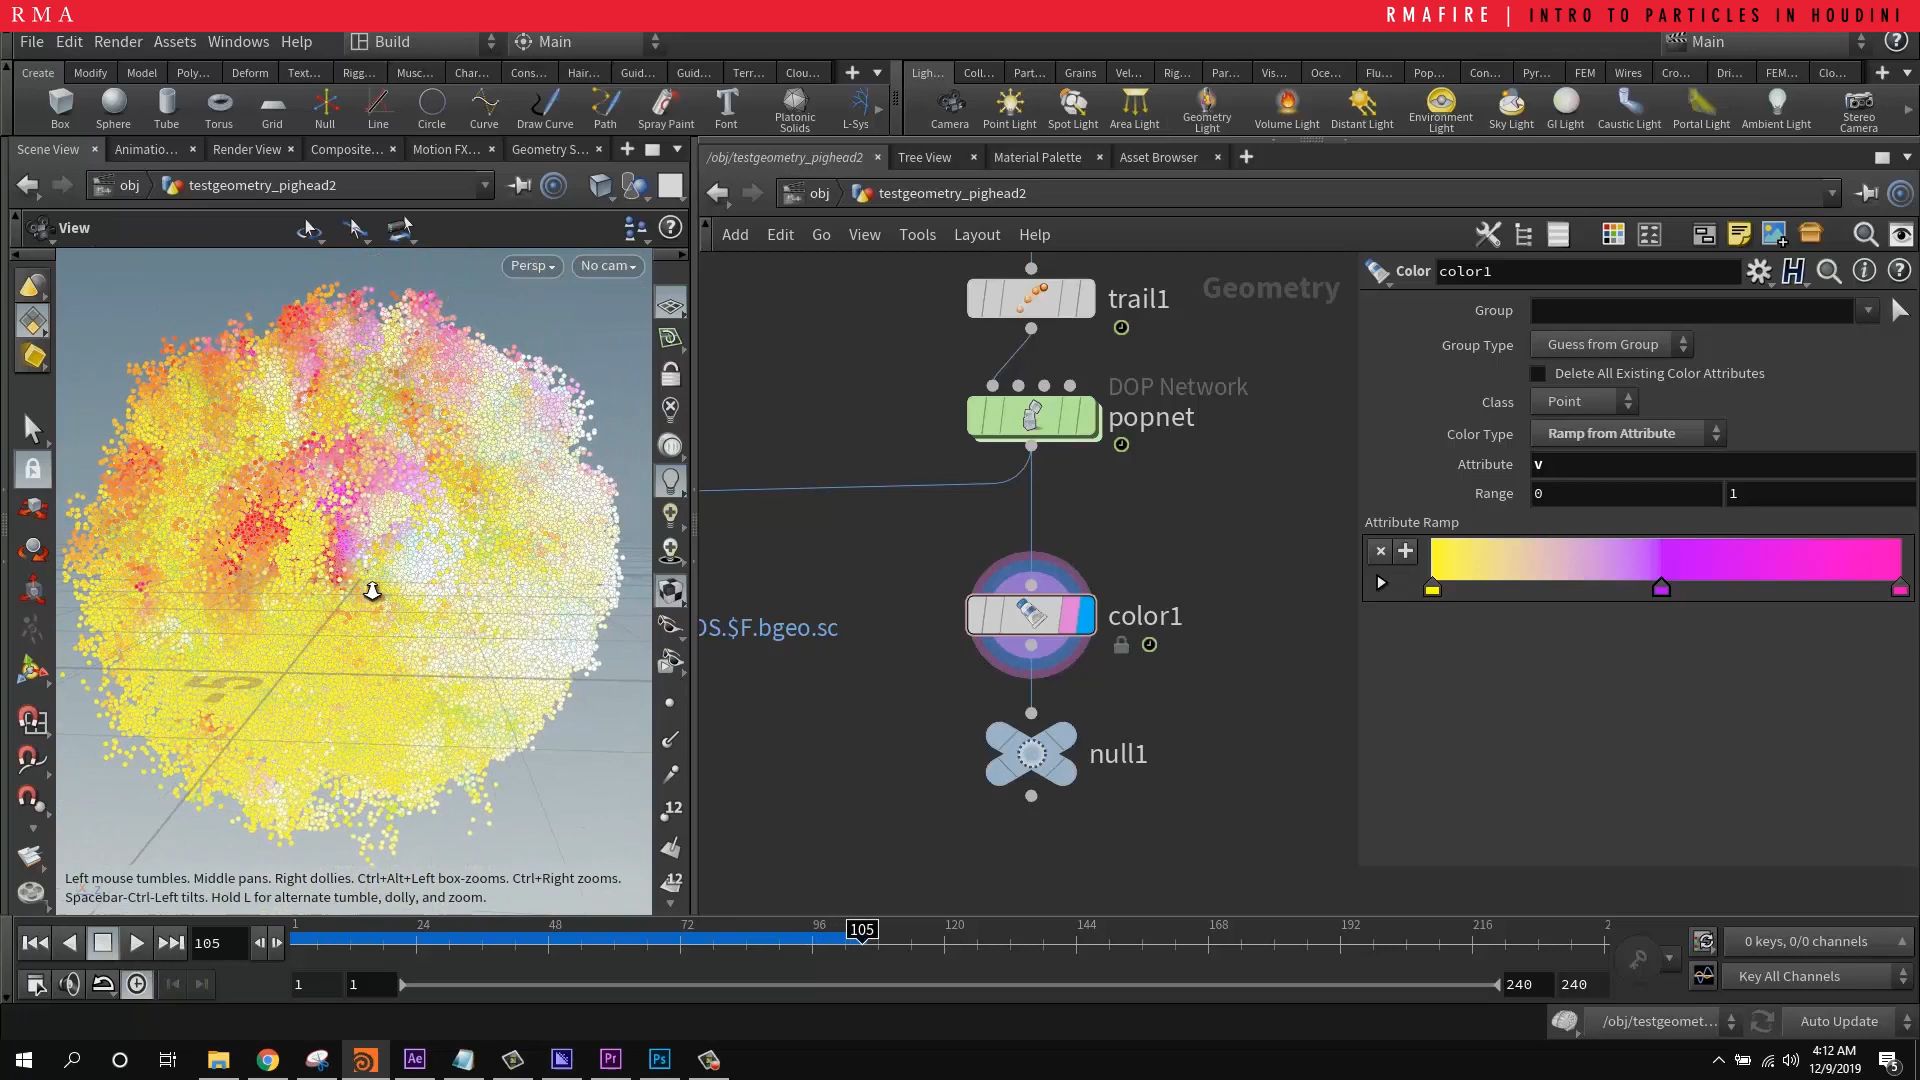 RMA
RMAFIRE | INTRO TO PARTICLES IN HOUDINI
File Edit Render Assets Windows Help Build Main Main
Create Modify Model Poly... Deform Text... Rigg... Musc... Char... Cons... Hair... Guid... Guid... Terr... Clou...
Ligh... Coll... Part... Grains Vel... Rig... Par... Vis... Oce... Flu... Pop... Con... Pyr... FEM Wires Cro... Dri... FEM... Clo...
Box Sphere Tube Torus Grid Null Line Circle Curve Draw Curve Path Spray Paint Font Platonic Solids L-Sys
Camera Point Light Spot Light Area Light Geometry Light Volume Light Distant Light Environment Light Sky Light GI Light Caustic Light Portal Light Ambient Light Stereo Camera
Scene View Animatio... Render View Composite... Motion FX... Geometry S...
/obj/testgeometry_pighead2 Tree View Material Palette Asset Browser
obj testgeometry_pighead2
obj testgeometry_pighead2
View
Add Edit Go View Tools Layout Help
Persp No cam
Geometry
trail1
DOP Network
popnet
OS.$F.bgeo.sc
color1
null1
Color color1
Group
Group Type Guess from Group
Delete All Existing Color Attributes
Class Point
Color Type Ramp from Attribute
Attribute v
Range 0 1
Attribute Ramp
12
12
Left mouse tumbles. Middle pans. Right dollies. Ctrl+Alt+Left box-zooms. Ctrl+Right zooms.
Spacebar-Ctrl-Left tilts. Hold L for alternate tumble, dolly, and zoom.
1 24 48 72 96 120 144 168 192 216 2
105 105
0 keys, 0/0 channels
1 1 240 240
Key All Channels
/obj/testgeomet... Auto Update
Ae Pr Ps
4:12 AM
12/9/2019
5